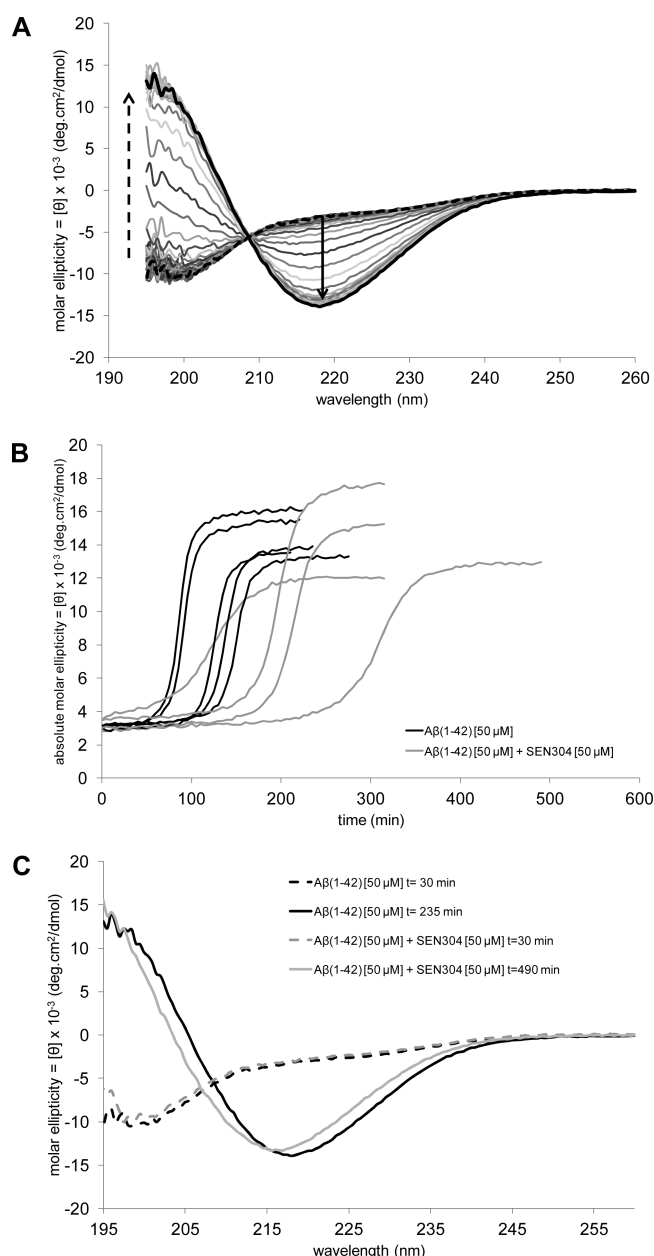 A
molar ellipticity = [θ] x 10⁻³ (deg.cm²/dmol)
20
15
10
5
0
-5
-10
-15
-20
190 200 210 220 230 240 250 260
wavelength (nm)
B
absolute molar ellipticity = [θ] x 10⁻³ (deg.cm²/dmol)
20
18
16
14
12
10
8
6
4
2
0
Aβ(1-42) [50 µM]
Aβ(1-42) [50 µM] + SEN304 [50 µM]
0 100 200 300 400 500 600
time (min)
C
molar ellipticity = [θ] x 10⁻³ (deg.cm²/dmol)
20
15
10
5
0
-5
-10
-15
-20
Aβ(1-42) [50 µM] t= 30 min
Aβ(1-42) [50 µM] t= 235 min
Aβ(1-42) [50 µM] + SEN304 [50 µM] t=30 min
Aβ(1-42) [50 µM] + SEN304 [50 µM] t=490 min
195 205 215 225 235 245 255
wavelength (nm)